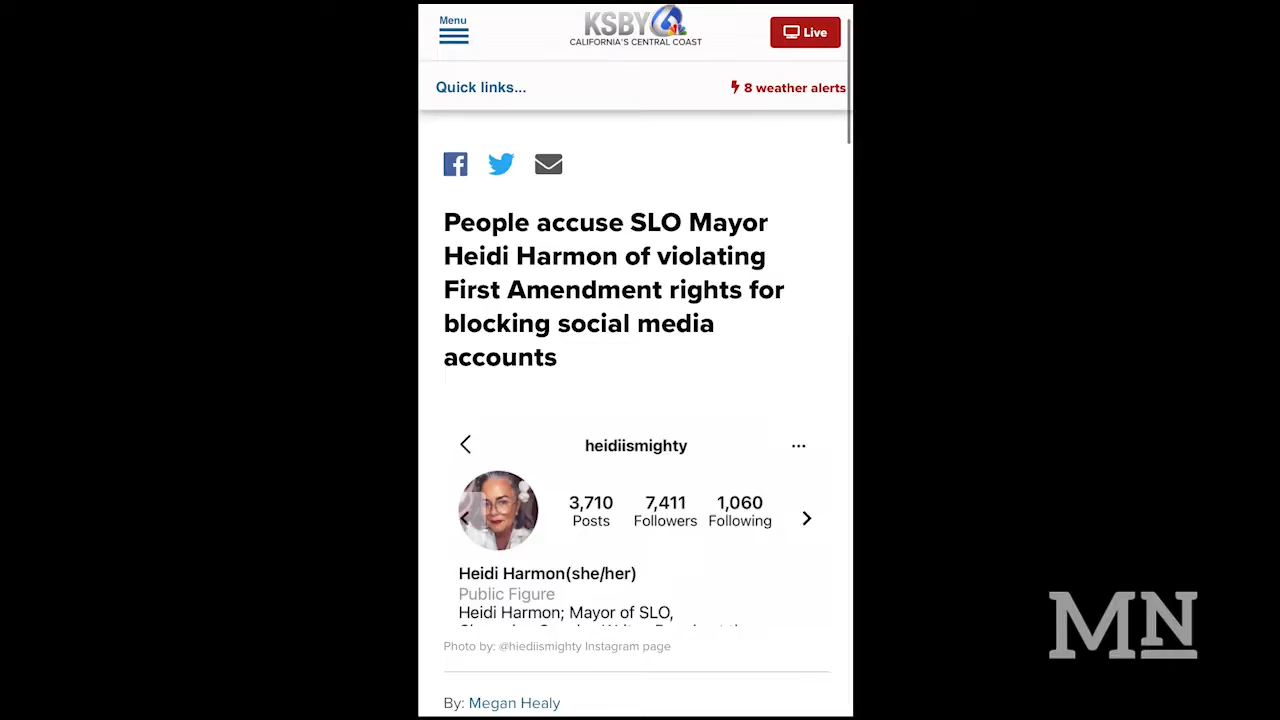 Menu
KSBY
CALIFORNIA'S CENTRAL COAST
Live
Quick links...
8 weather alerts
People accuse SLO Mayor
Heidi Harmon of violating
First Amendment rights for
blocking social media
accounts
heidiismighty
...
3,710 7,411 1,060
Posts Followers Following
Heidi Harmon(she/her)
Public Figure
Heidi Harmon; Mayor of SLO,
Photo by: @hiediismighty Instagram page
By: Megan Healy
MN